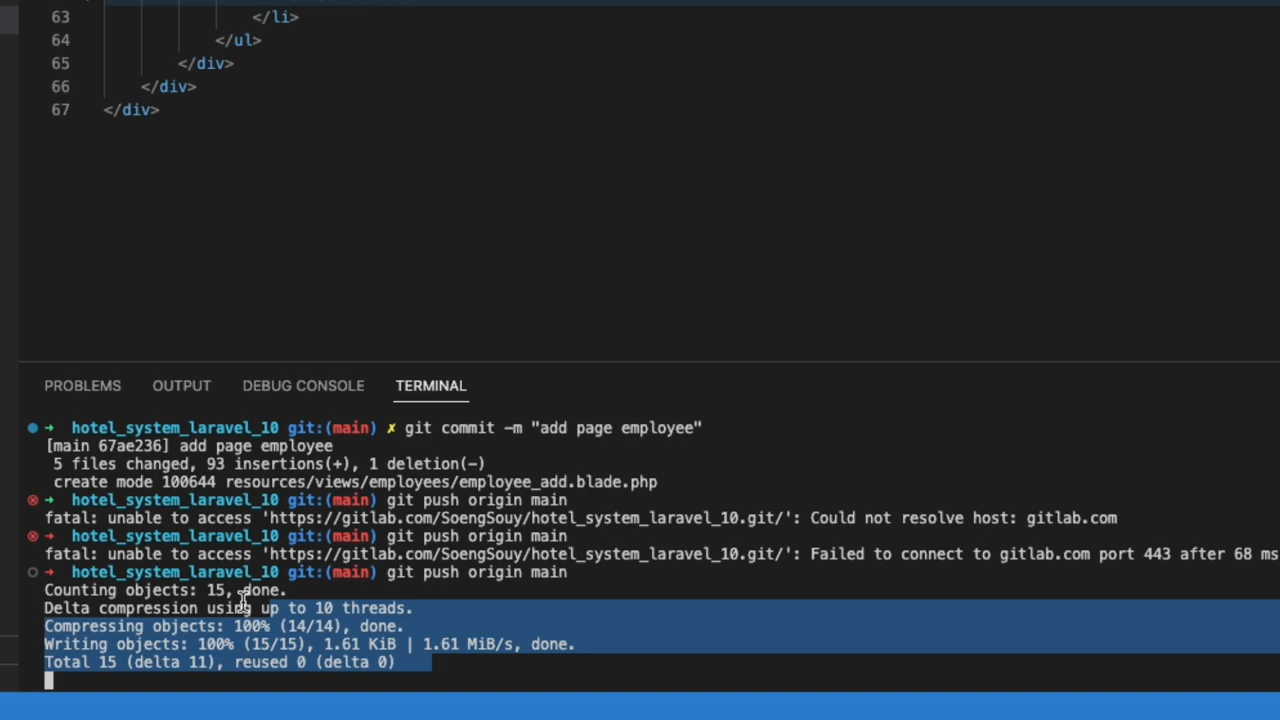 63 </li>
64 </ul>
65 </div>
66 </div>
67 </div>
PROBLEMS OUTPUT DEBUG CONSOLE TERMINAL
➜ hotel_system_laravel_10 git:(main) ✗ git commit -m "add page employee"
[main 67ae236] add page employee
5 files changed, 93 insertions(+), 1 deletion(-)
create mode 100644 resources/views/employees/employee_add.blade.php
➜ hotel_system_laravel_10 git:(main) git push origin main
fatal: unable to access 'https://gitlab.com/SoengSouy/hotel_system_laravel_10.git/': Could not resolve host: gitlab.com
➜ hotel_system_laravel_10 git:(main) git push origin main
fatal: unable to access 'https://gitlab.com/SoengSouy/hotel_system_laravel_10.git/': Failed to connect to gitlab.com port 443 after 68 ms
➜ hotel_system_laravel_10 git:(main) git push origin main
Counting objects: 15, done.
Delta compression using up to 10 threads.
Compressing objects: 100% (14/14), done.
Writing objects: 100% (15/15), 1.61 KiB | 1.61 MiB/s, done.
Total 15 (delta 11), reused 0 (delta 0)